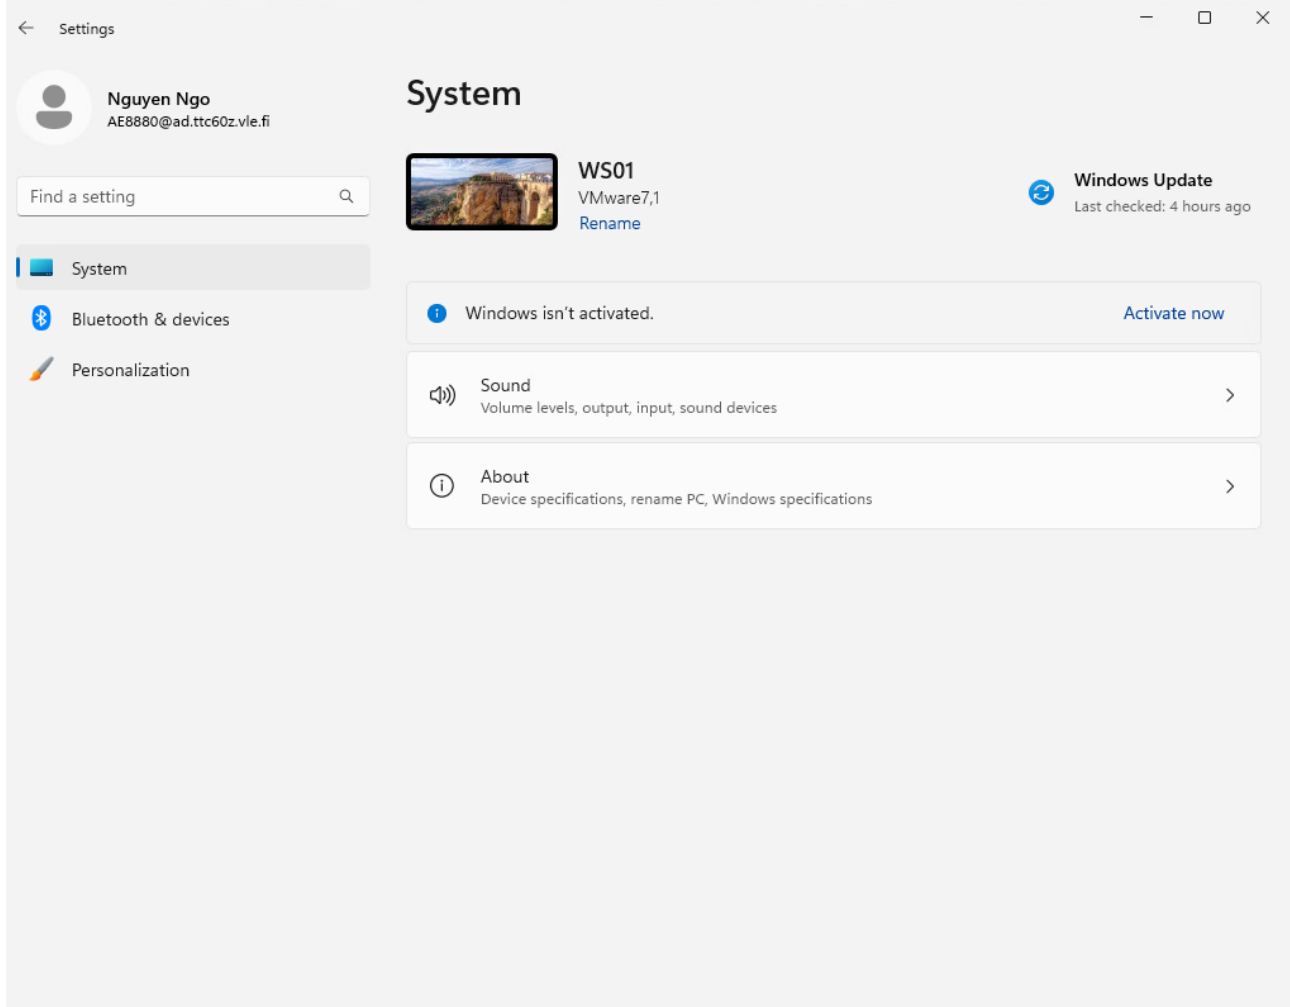 Settings
Nguyen Ngo
AE8880@ad.ttc60z.vle.fi
Find a setting
System
Bluetooth & devices
Personalization
System
WS01
VMware7,1
Rename
Windows Update
Last checked: 4 hours ago
Windows isn't activated.
Activate now
Sound
Volume levels, output, input, sound devices
About
Device specifications, rename PC, Windows specifications